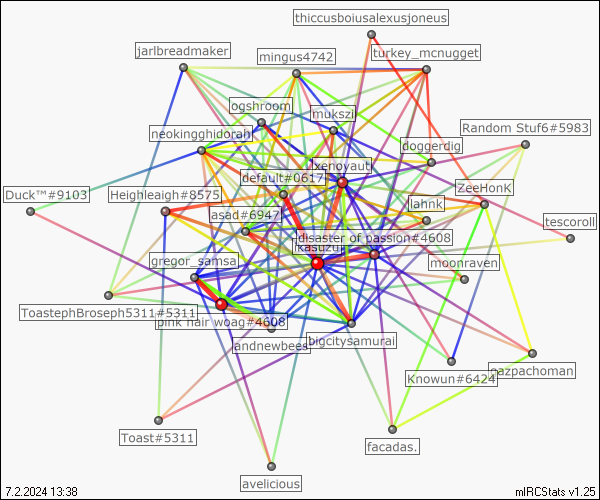 thiccusboiusalexusjoneus
jarlbreadmaker
mingus4742
turkey_mcnugget
ogshroom
mukszi
neokingghidorah
Random Stuf6#5983
doggerdig
xenoyaut
default#0617
Duck™#9103
Heighleaigh#8575
ZeeHonK
lahnk
asad#6947
tescoroll
disaster of passion#4608
kasuzu
gregor_samsa
moonraven
ToastephBroseph5311#5311
pink hair woag#4608
andnewbees
bigcitysamurai
Knowun#6424
gazpachoman
Toast#5311
facadas.
avelicious
7.2.2024 13:38
mIRCStats v1.25